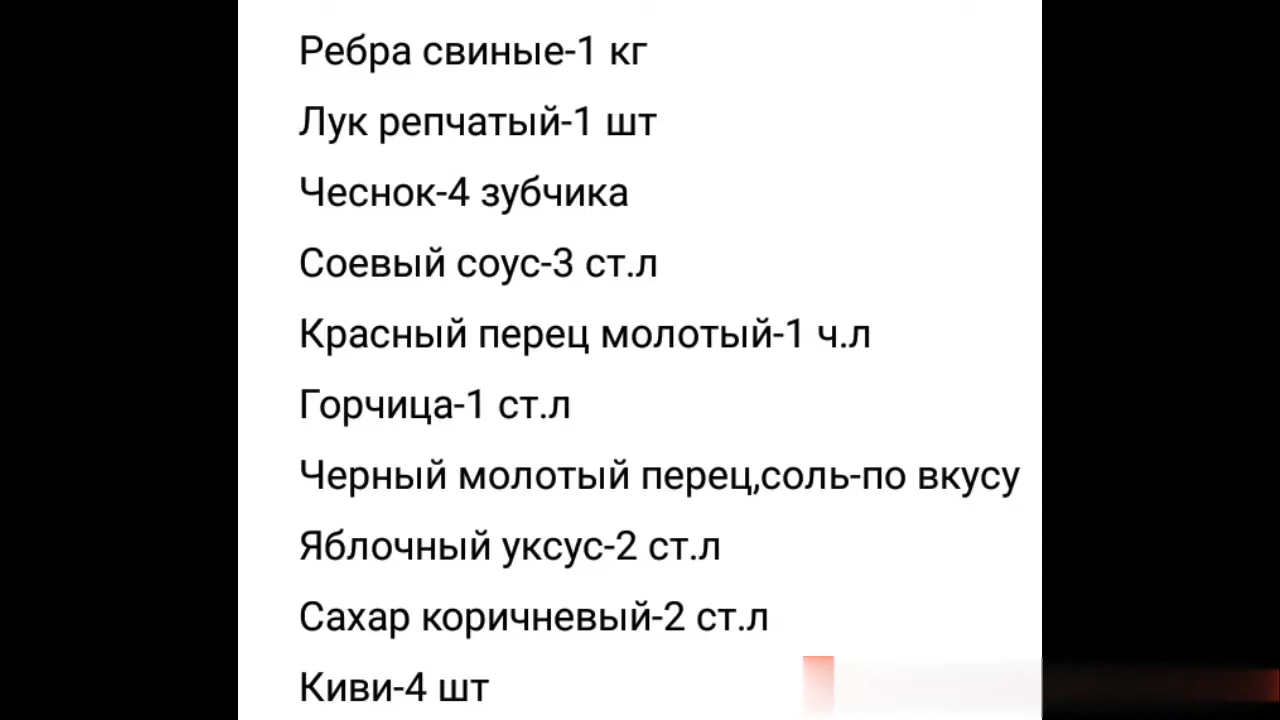 Ребра свиные-1 кг
Лук репчатый-1 шт
Чеснок-4 зубчика
Соевый соус-3 ст.л
Красный перец молотый-1 ч.л
Горчица-1 ст.л
Черный молотый перец,соль-по вкусу
Яблочный уксус-2 ст.л
Сахар коричневый-2 ст.л
Киви-4 шт